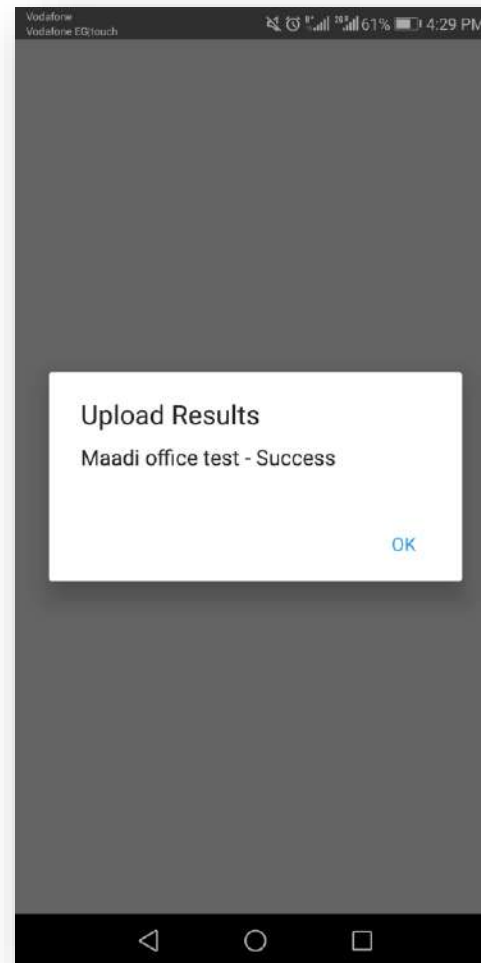 Vodafone
Vodafone EG|touch
61% 4:29 PM
Upload Results
Maadi office test - Success
OK